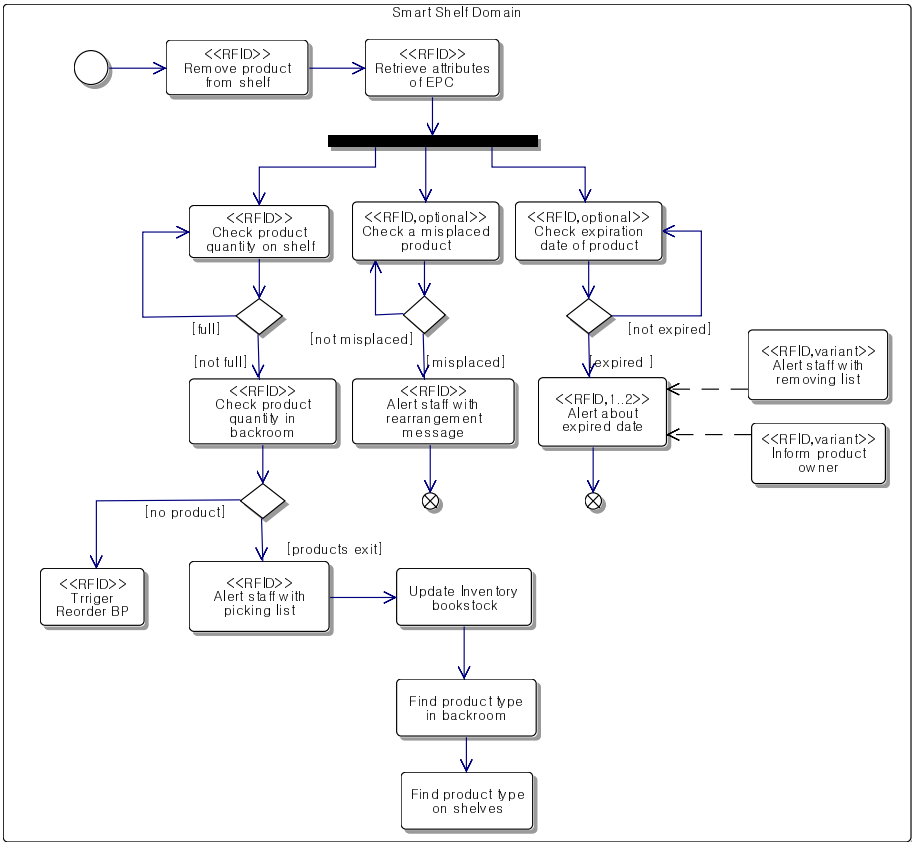 Smart Shelf Domain
<<RFID>>
Remove product
from shelf
<<RFID>>
Retrieve attributes
of EPC
<<RFID>>
Check product
quantity on shelf
<<RFID,optional>>
Check a misplaced
product
<<RFID,optional>>
Check expiration
date of product
[full]
[not misplaced]
[not expired]
[not full]
[misplaced]
[expired ]
<<RFID>>
Check product
quantity in
backroom
<<RFID>>
Alert staff with
rearrangement
message
<<RFID,1..2>>
Alert about
expired date
<<RFID,variant>>
Alert staff with
removing list
<<RFID,variant>>
Inform product
owner
[no product]
[products exit]
<<RFID>>
Trriger
Reorder BP
<<RFID>>
Alert staff with
picking list
Update Inventory
bookstock
Find product type
in backroom
Find product type
on shelves